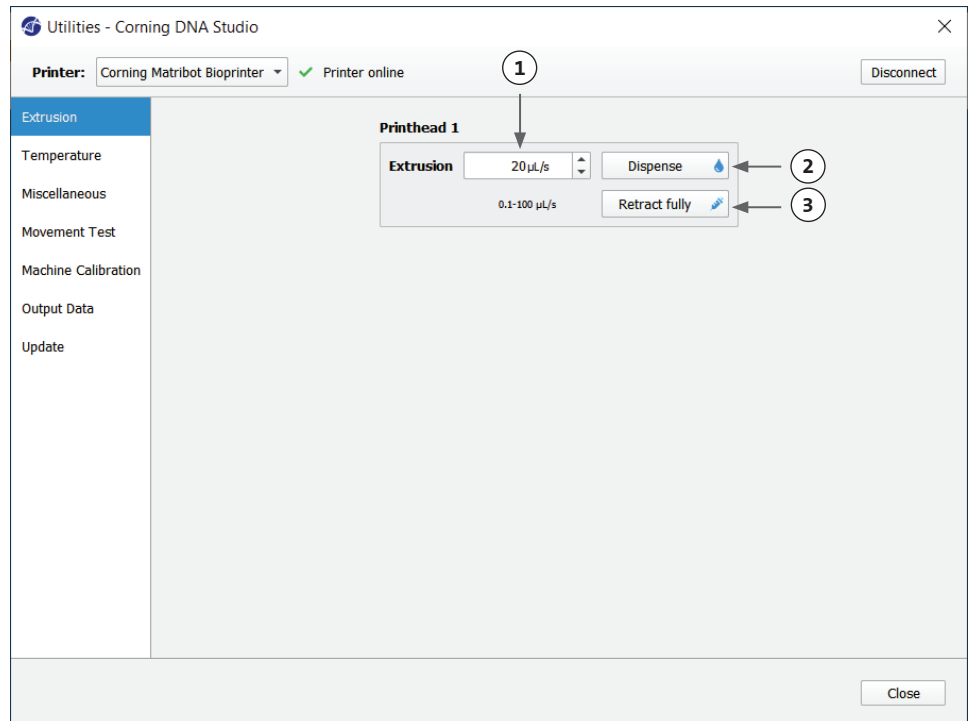 Utilities - Corning DNA Studio
Printer: Corning Matribot Bioprinter Printer online Disconnect
1
Extrusion
Temperature
Miscellaneous
Movement Test
Machine Calibration
Output Data
Update
Printhead 1
Extrusion 20µL/s Dispense 2
0.1-100 µL/s Retract fully 3
Close